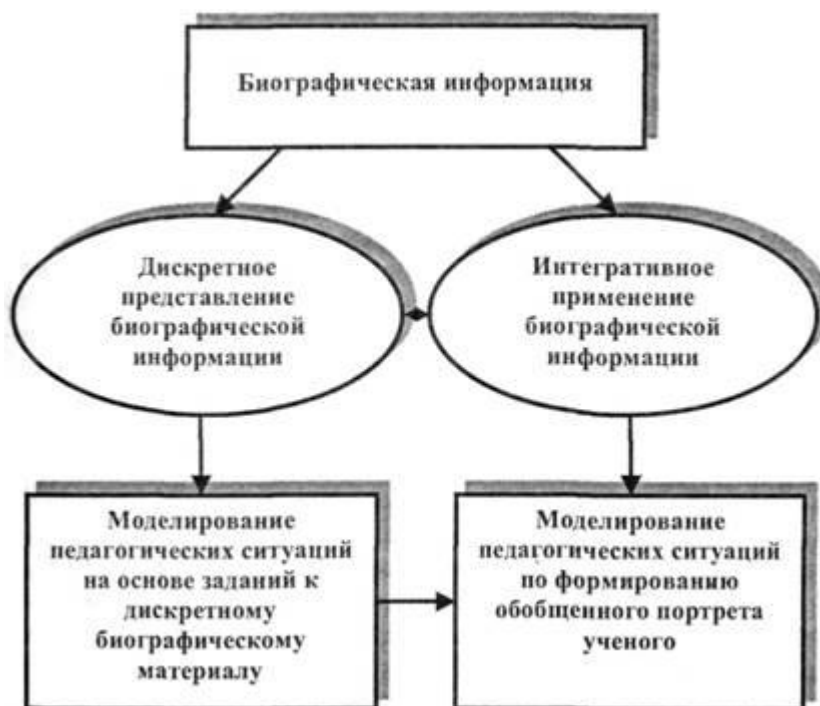 Биографическая информация
Дискретное
представление
биографической
информации
Интегративное
применение
биографической
информации
Моделирование
педагогических ситуаций
на основе заданий к
дискретному
биографическому
материалу
Моделирование
педагогических ситуаций
по формированию
обобщенного портрета
ученого